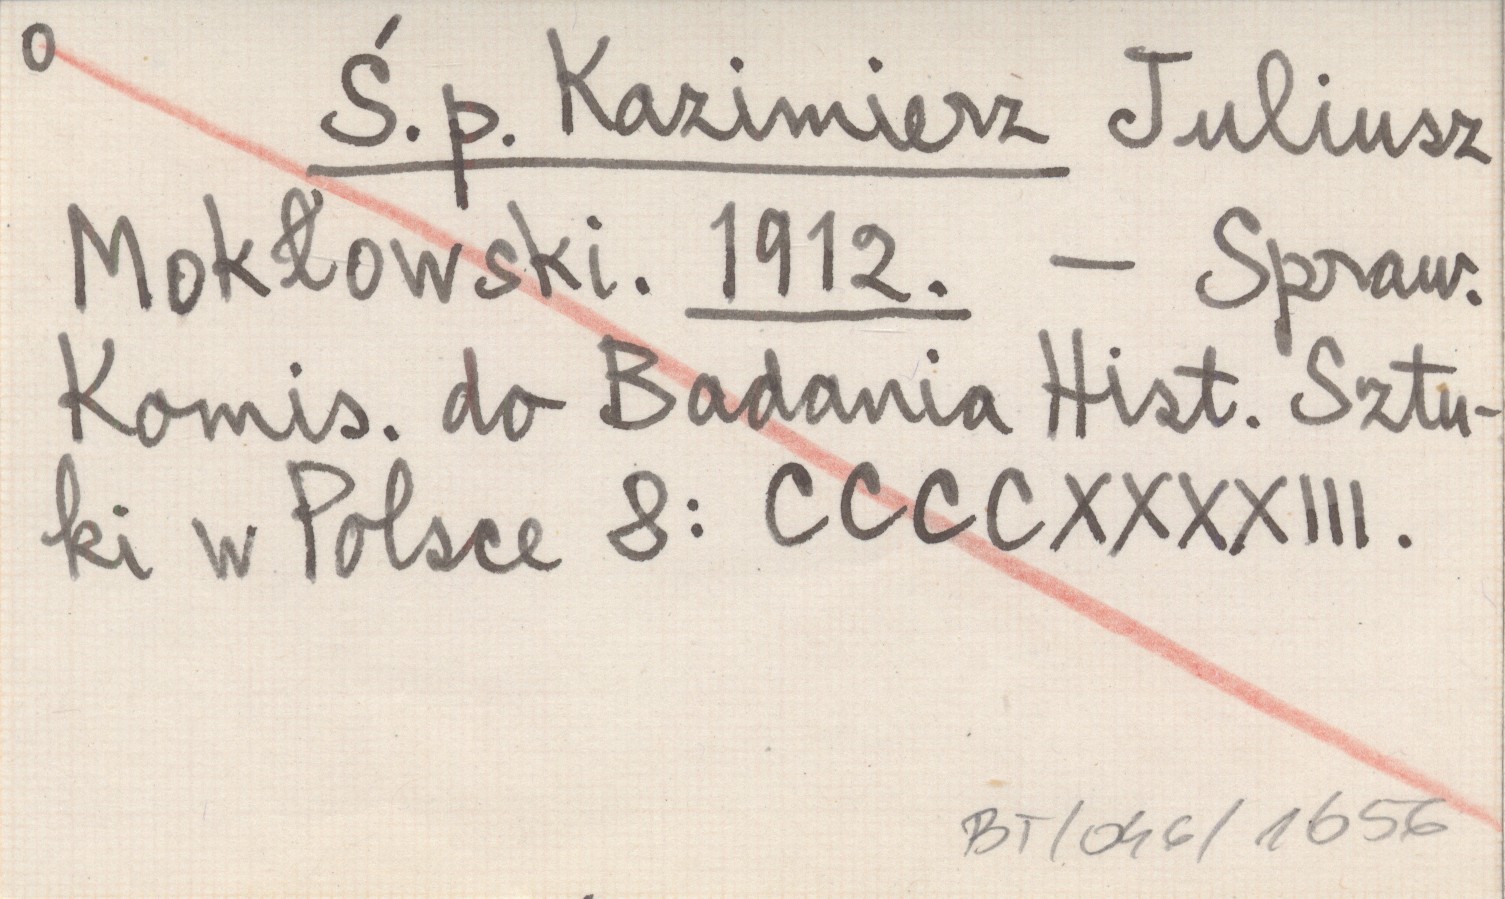 o
Ś.p. Kazimierz Juliusz
Mokłowski. 1912. — Spraw.
Komis. do Badania Hist. Sztu-
ki w Polsce 8: CCCCXXXXIII.
BT/046/1656